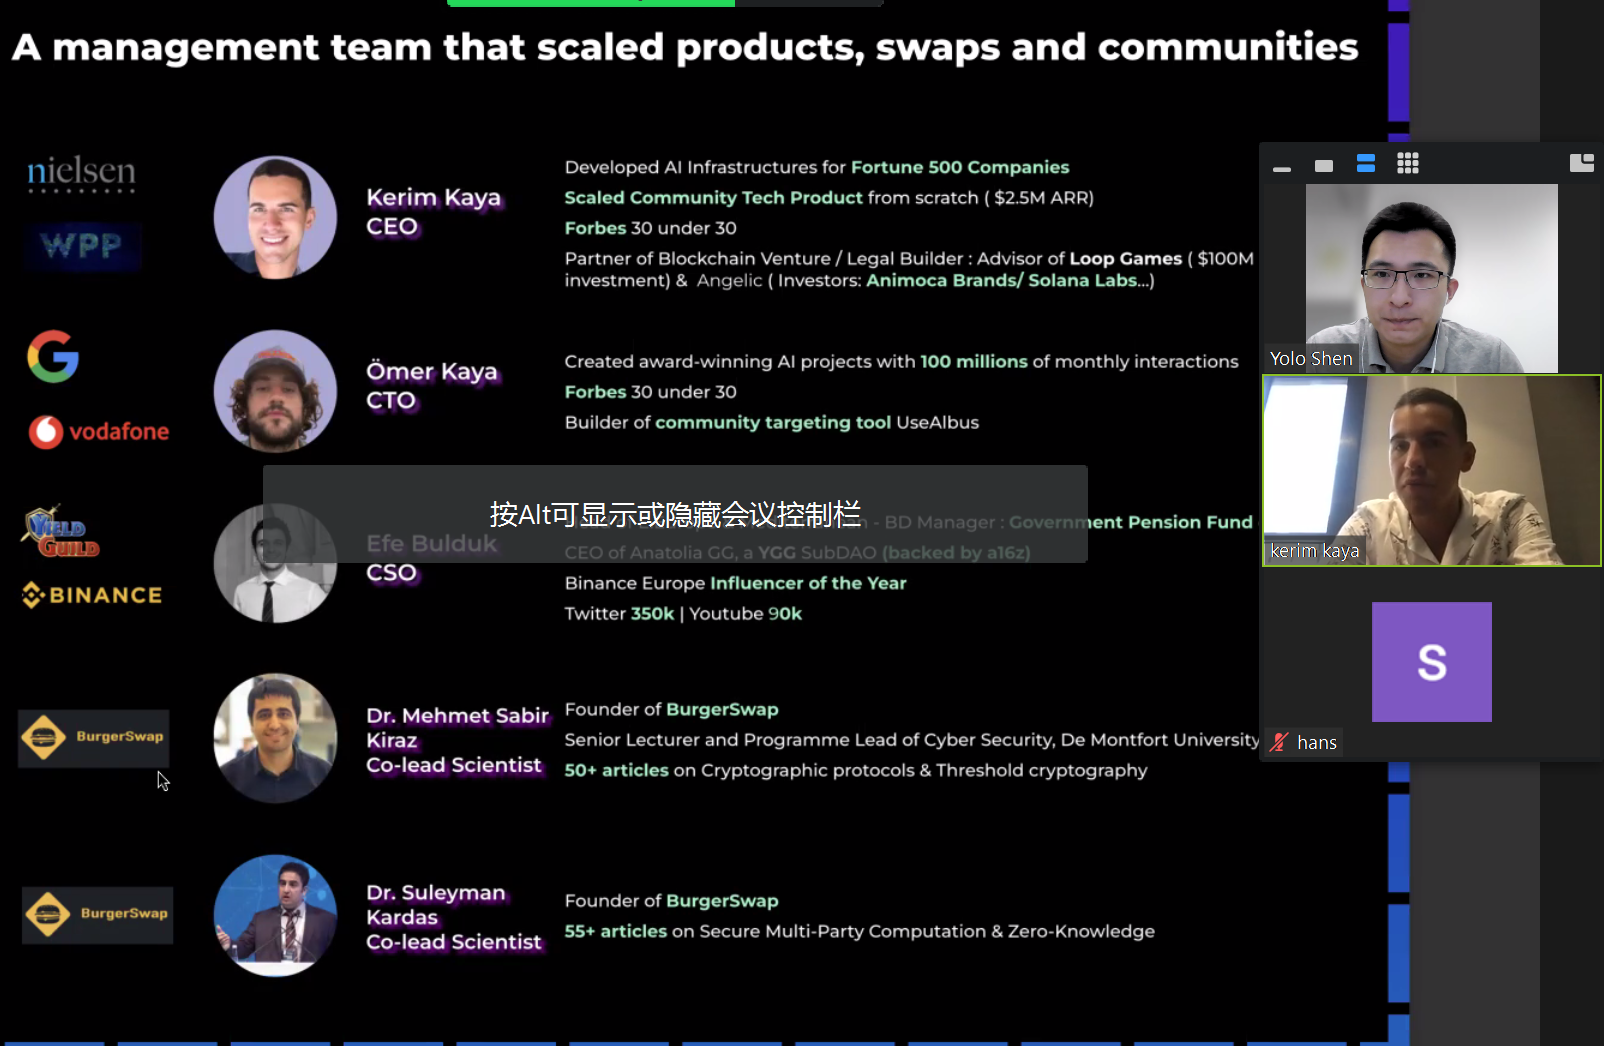 A management team that scaled products, swaps and communities
nielsen
WPP
Kerim Kaya
CEO
Developed AI Infrastructures for Fortune 500 Companies
Scaled Community Tech Product from scratch ( $2.5M ARR)
Forbes 30 under 30
Partner of Blockchain Venture / Legal Builder : Advisor of Loop Games ( $100M
investment) & Angelic ( Investors: Animoca Brands/ Solana Labs...)
G
vodafone
Ömer Kaya
CTO
Created award-winning AI projects with 100 millions of monthly interactions
Forbes 30 under 30
Builder of community targeting tool UseAlbus
按Alt可显示或隐藏会议控制栏
YIELD
GUILD
BINANCE
Efe Bulduk
CSO
- BD Manager : Government Pension Fund
CEO of Anatolia GG, a YGG SubDAO (backed by a16z)
Binance Europe Influencer of the Year
Twitter 350k | Youtube 90k
BurgerSwap
Dr. Mehmet Sabir
Kiraz
Co-lead Scientist
Founder of BurgerSwap
Senior Lecturer and Programme Lead of Cyber Security, De Montfort University
50+ articles on Cryptographic protocols & Threshold cryptography
BurgerSwap
Dr. Suleyman
Kardas
Co-lead Scientist
Founder of BurgerSwap
55+ articles on Secure Multi-Party Computation & Zero-Knowledge
Yolo Shen
kerim kaya
S
hans